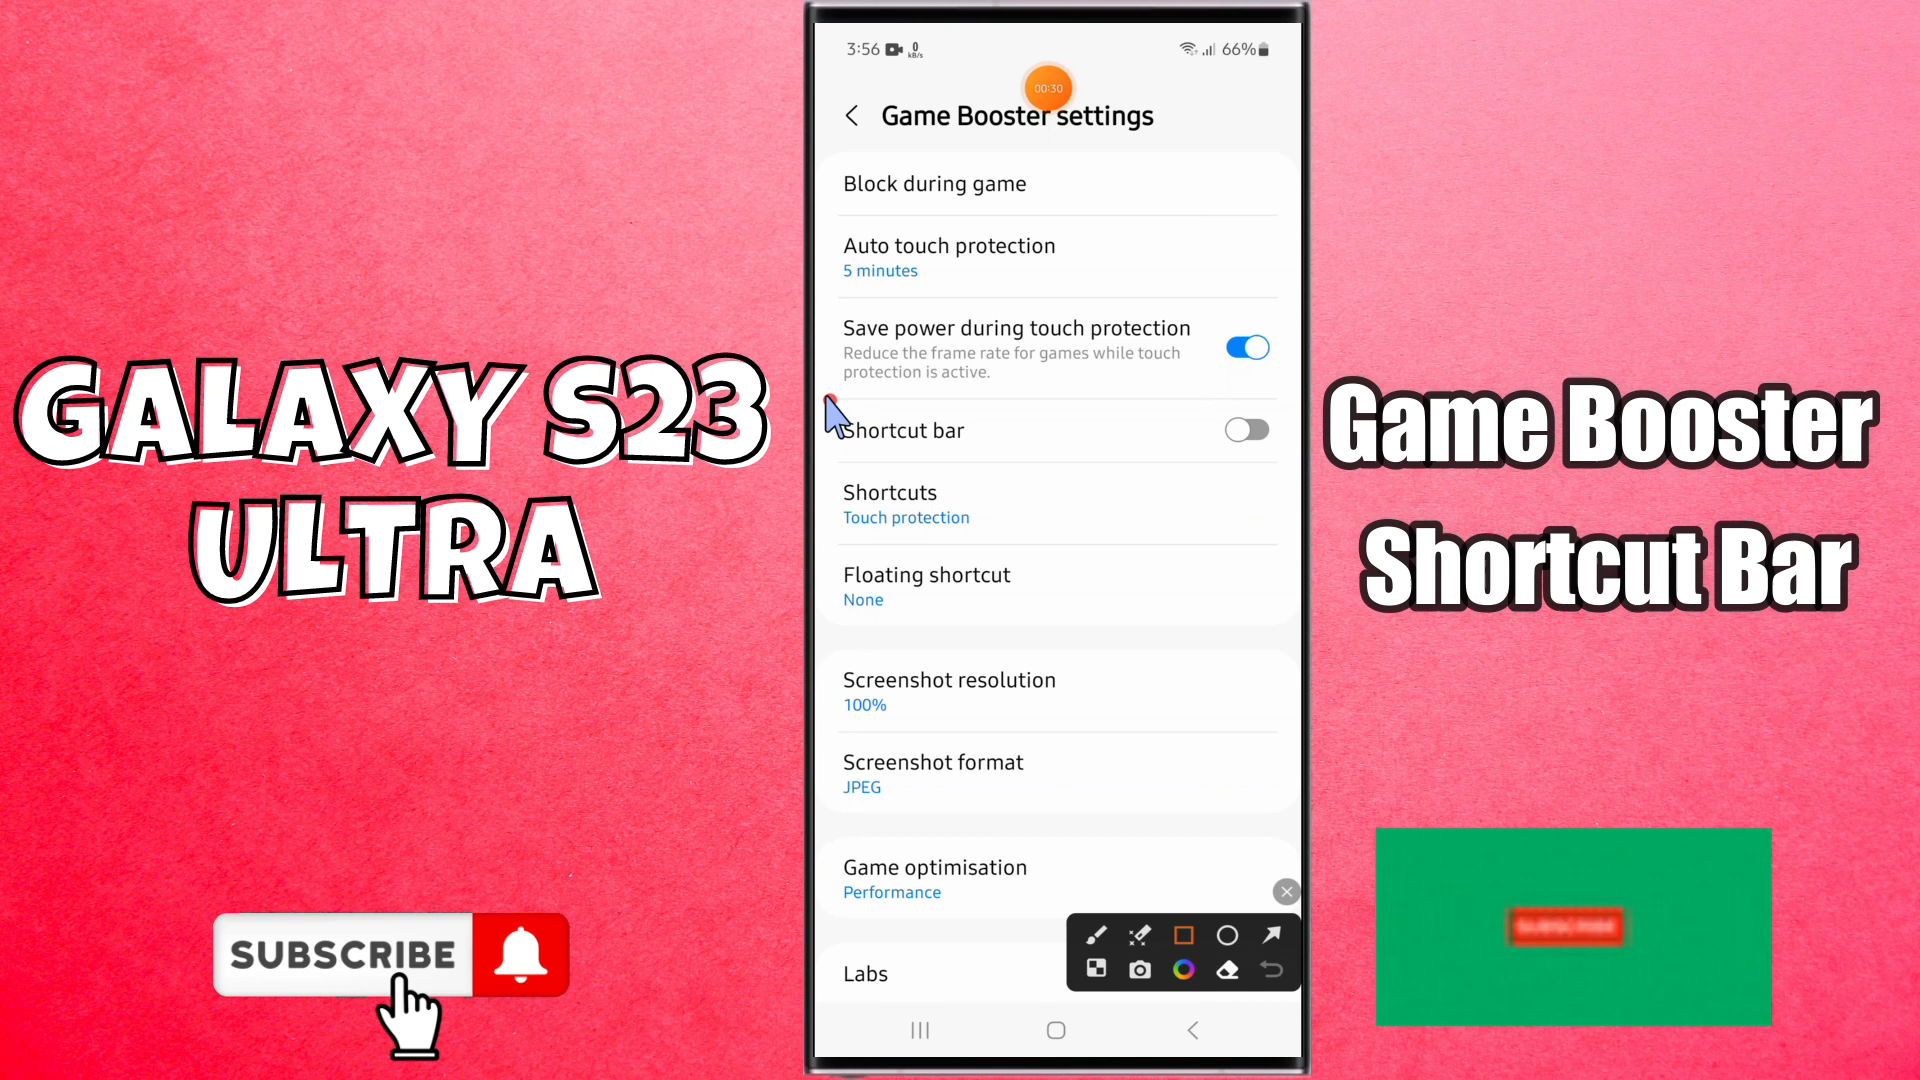 GALAXY S23
ULTRA
SUBSCRIBE
3:56
0
kB/s
66%
00:30
Game Booster settings
Block during game
Auto touch protection
5 minutes
Save power during touch protection
Reduce the frame rate for games while touch
protection is active.
Shortcut bar
Shortcuts
Touch protection
Floating shortcut
None
Screenshot resolution
100%
Screenshot format
JPEG
Game optimisation
Performance
Labs
Game Booster
Shortcut Bar
SUBSCRIBE